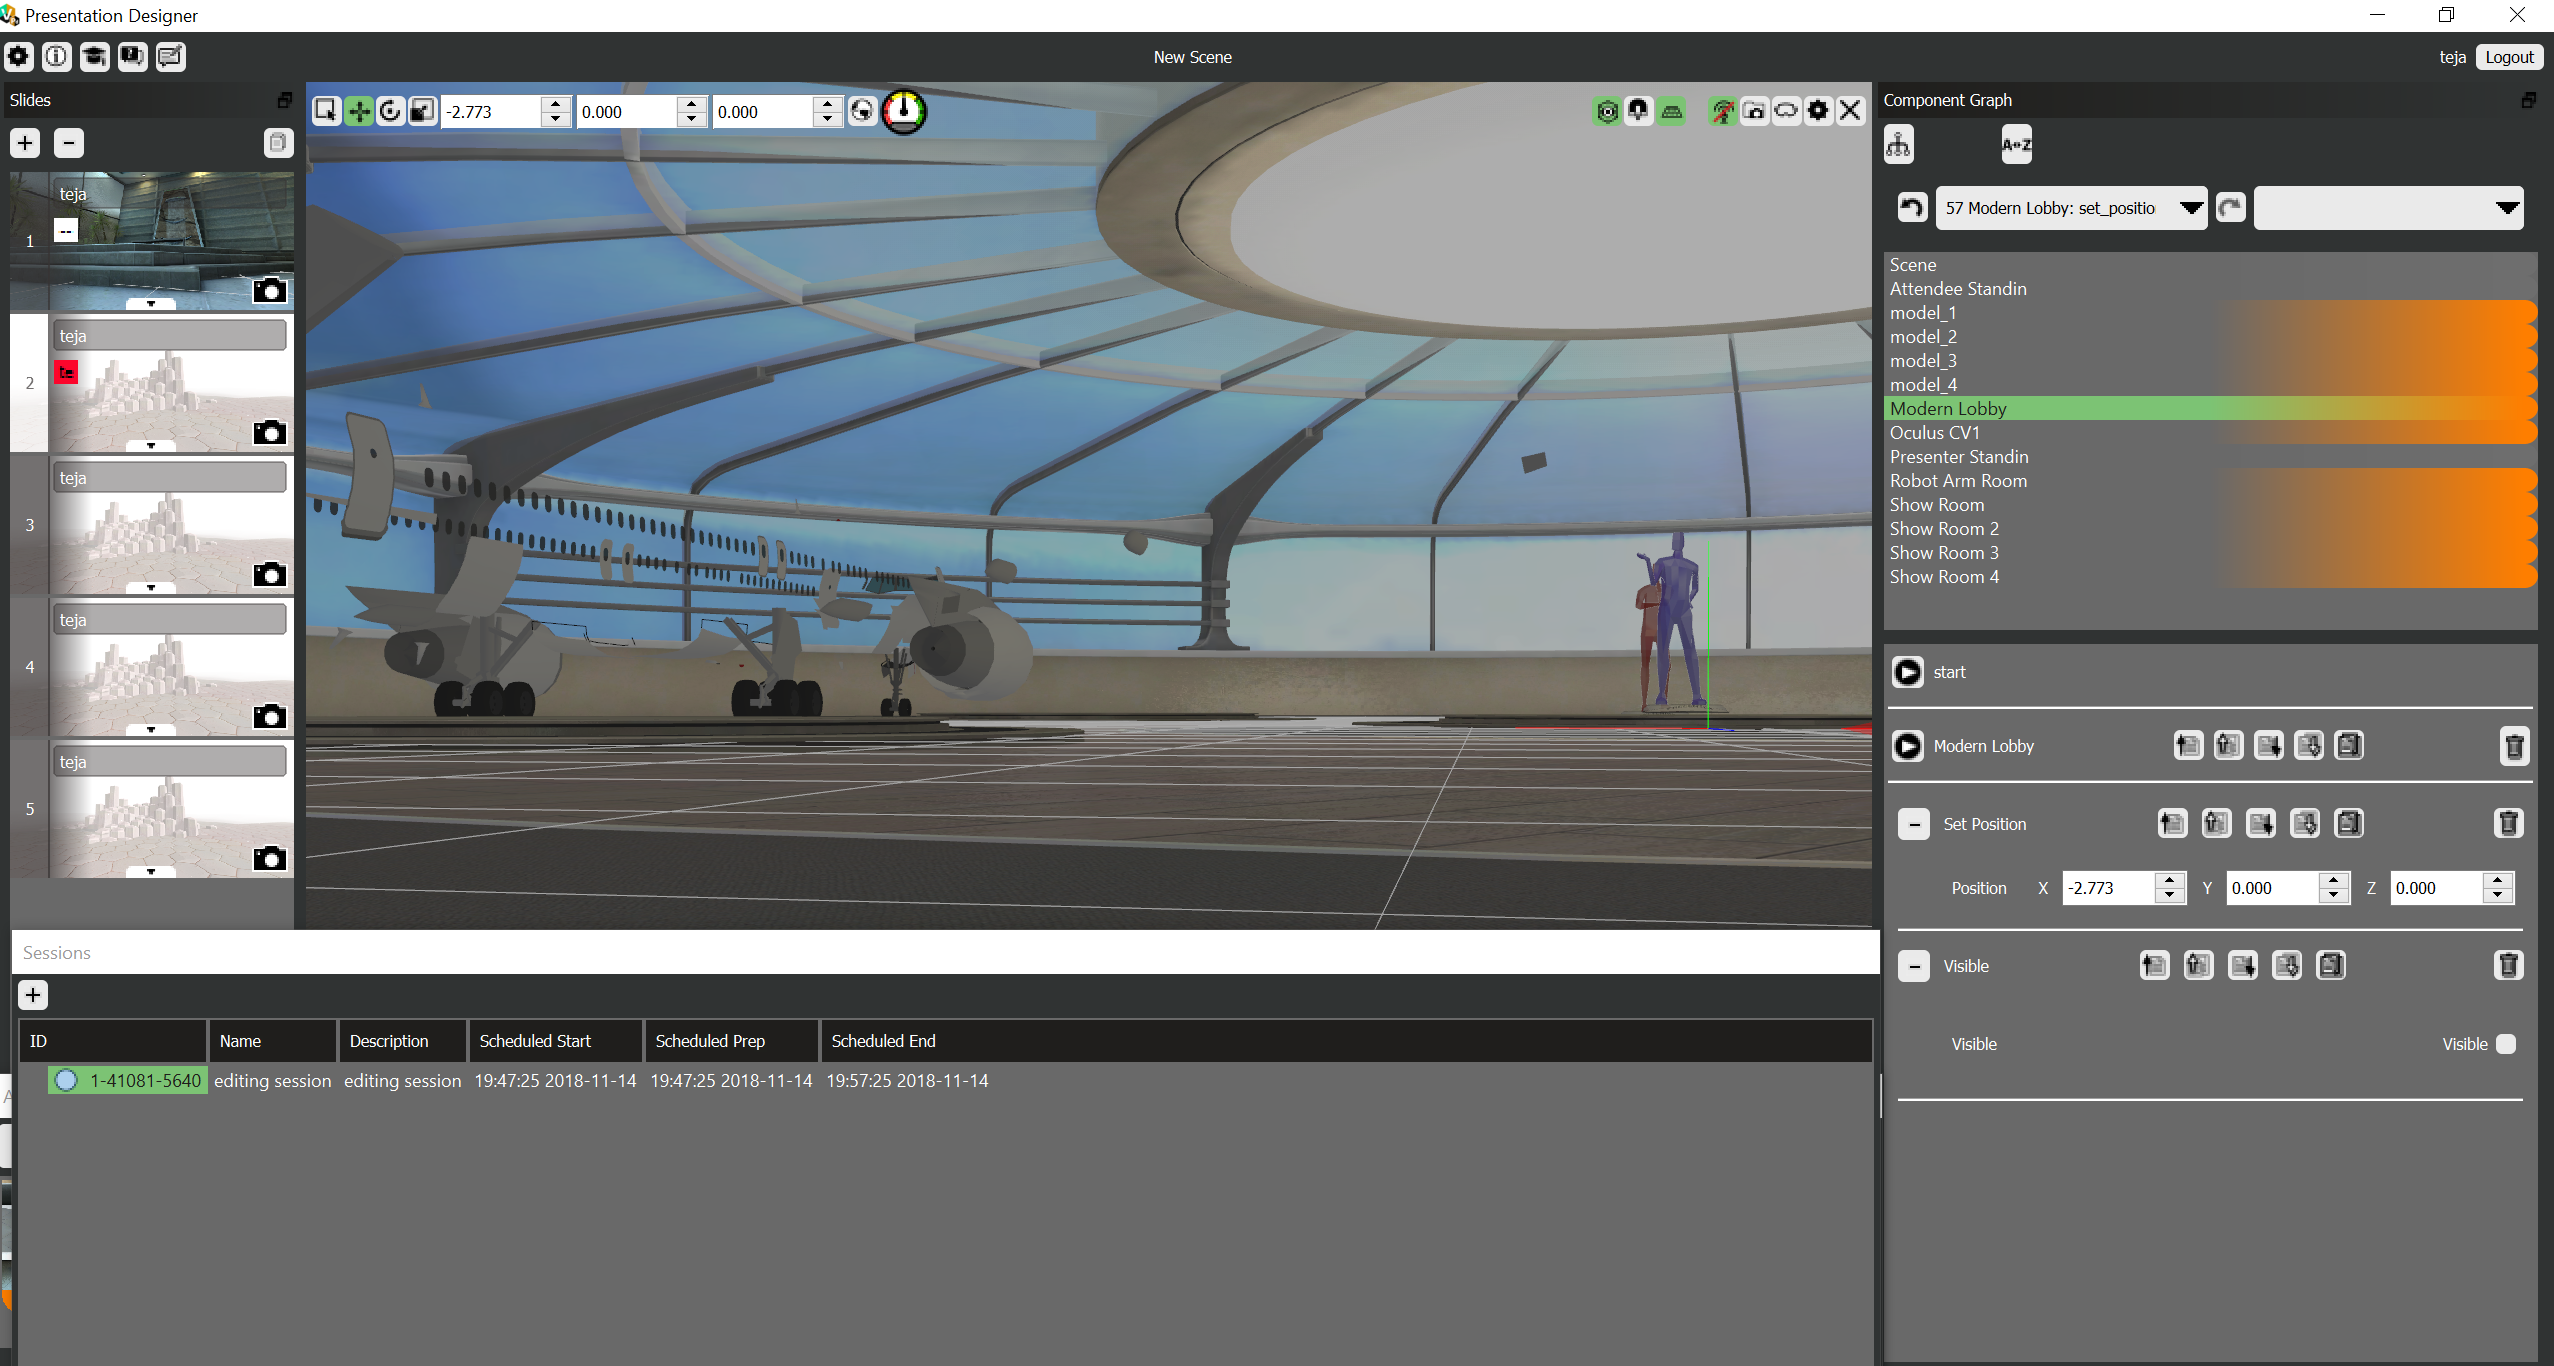 Presentation Designer
New Scene
teja
Logout
Slides
-2.773
0.000
0.000
Component Graph
A↔Z
57 Modern Lobby: set_positio
1
teja
--
2
teja
te
3
teja
4
teja
5
teja
Scene
Attendee Standin
model_1
model_2
model_3
model_4
Modern Lobby
Oculus CV1
Presenter Standin
Robot Arm Room
Show Room
Show Room 2
Show Room 3
Show Room 4
start
Modern Lobby
Set Position
Position X -2.773 Y 0.000 Z 0.000
Visible
Visible Visible
Sessions
ID Name Description Scheduled Start Scheduled Prep Scheduled End
1-41081-5640 editing session editing session 19:47:25 2018-11-14 19:47:25 2018-11-14 19:57:25 2018-11-14